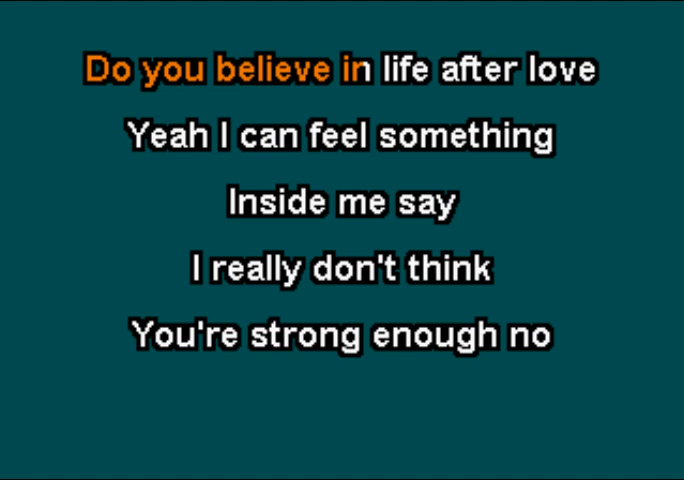 Do you believe in life after love
Yeah I can feel something
Inside me say
I really don't think
You're strong enough no